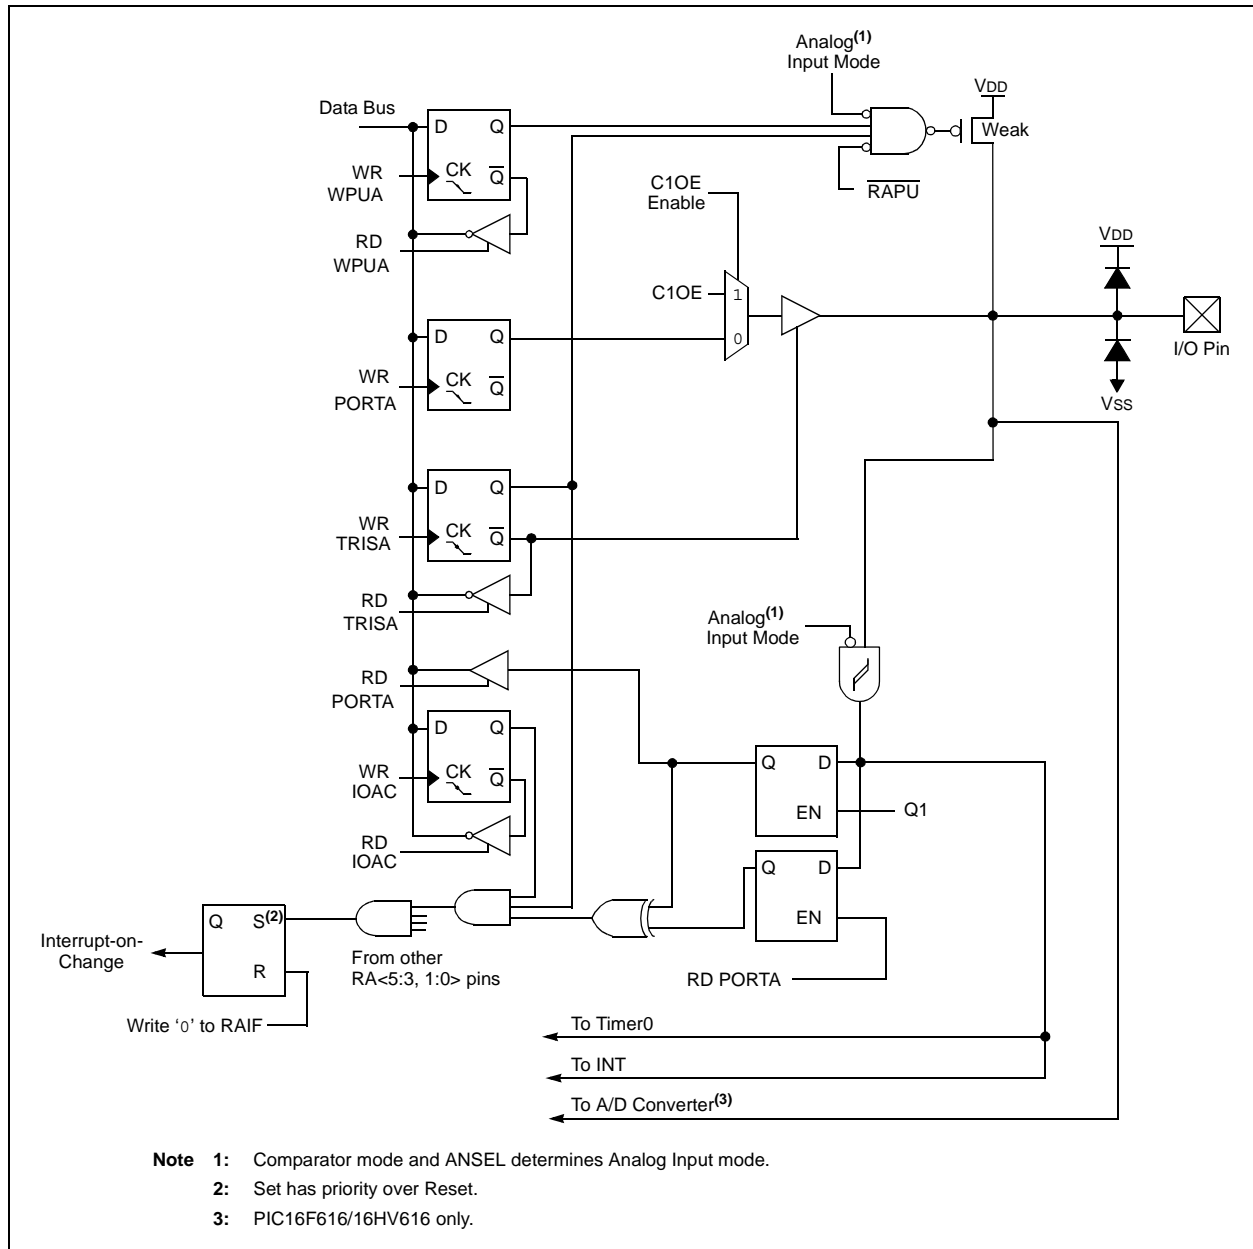 Analog(1)
Input Mode
VDD
Data Bus
D Q
Weak
WR
WPUA
CK Q
C1OE
Enable
RAPU
RD
WPUA
VDD
C1OE
1
D Q
0
I/O Pin
WR
PORTA
CK Q
VSS
D Q
WR
TRISA
CK Q
RD
TRISA
Analog(1)
Input Mode
RD
PORTA
D Q
WR
IOAC
CK Q
Q D
EN
Q1
RD
IOAC
Q D
EN
Q S(2)
R
Interrupt-on-
Change
From other
RA<5:3, 1:0> pins
RD PORTA
Write ‘0’ to RAIF
To Timer0
To INT
To A/D Converter(3)
Note 1: Comparator mode and ANSEL determines Analog Input mode.
2: Set has priority over Reset.
3: PIC16F616/16HV616 only.